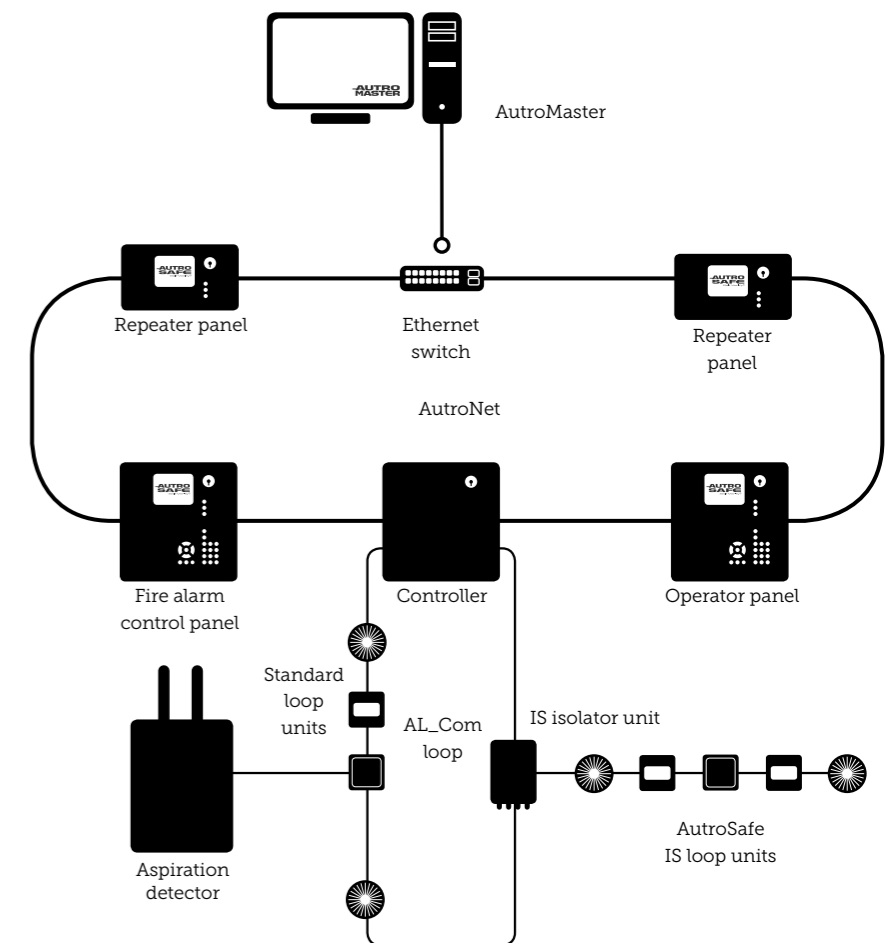 AUTRO
MASTER
AutroMaster
AUTRO
SAFE
AUTRO
SAFE
Repeater panel
Ethernet
switch
Repeater
panel
AutroNet
AUTRO
SAFE
AUTRO
SAFE
Fire alarm
control panel
Controller
Operator panel
Standard
loop
units
AL_Com
loop
IS isolator unit
Aspiration
detector
AutroSafe
IS loop units